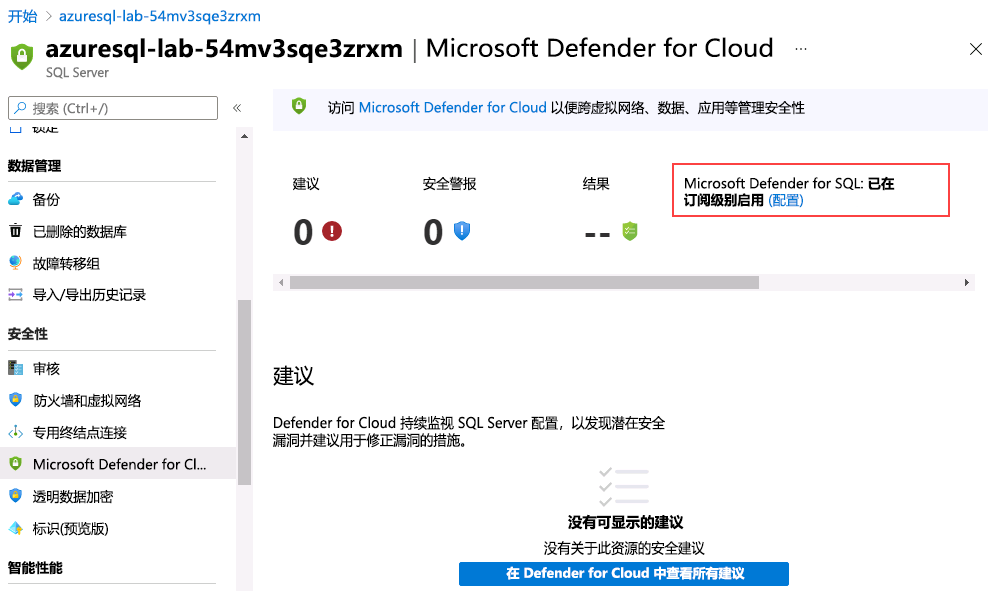 开始 > azuresql-lab-54mv3sqe3zrxm
azuresql-lab-54mv3sqe3zrxm | Microsoft Defender for Cloud ...
SQL Server
搜索 (Ctrl+/)
锁定
数据管理
备份
已删除的数据库
故障转移组
导入/导出历史记录
安全性
审核
防火墙和虚拟网络
专用终结点连接
Microsoft Defender for Cl...
透明数据加密
标识(预览版)
智能性能
访问 Microsoft Defender for Cloud 以便跨虚拟网络、数据、应用等管理安全性
建议
0
安全警报
0
结果
--
Microsoft Defender for SQL: 已在
订阅级别启用 (配置)
建议
Defender for Cloud 持续监视 SQL Server 配置，以发现潜在安全
漏洞并建议用于修正漏洞的措施。
没有可显示的建议
没有关于此资源的安全建议
在 Defender for Cloud 中查看所有建议